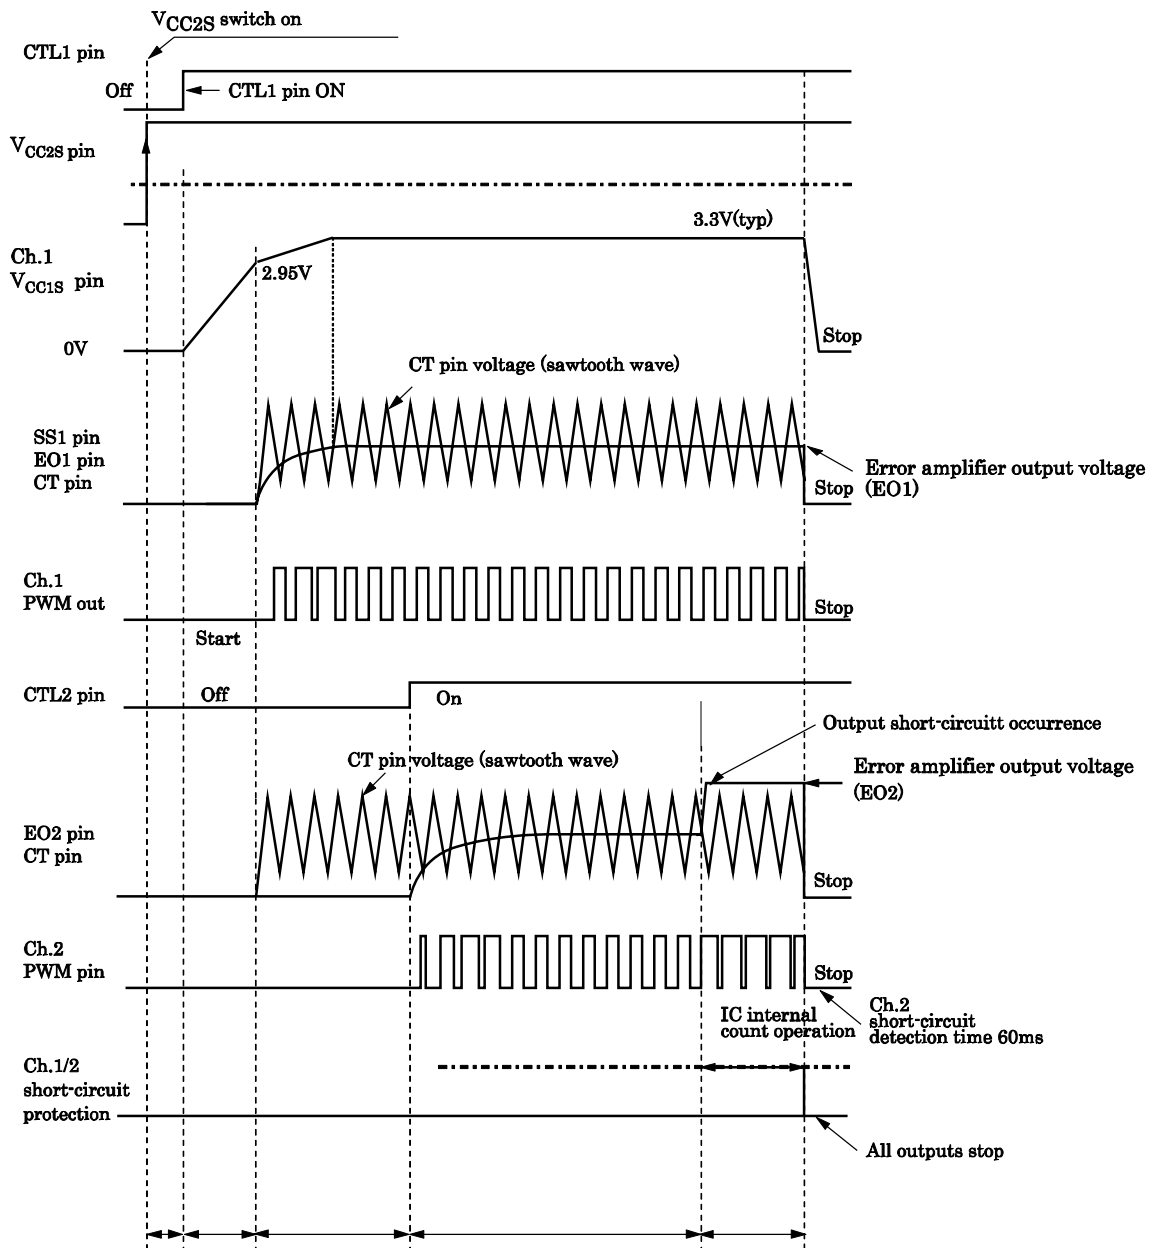 VCC2S switch on
CTL1 pin
Off
CTL1 pin ON
VCC2S pin
3.3V(typ)
Ch.1
VCC1S pin
2.95V
0V
Stop
CT pin voltage (sawtooth wave)
SS1 pin
EO1 pin
CT pin
Stop
Error amplifier output voltage
(EO1)
Ch.1
PWM out
Stop
Start
CTL2 pin
Off
On
Output short-circuitt occurrence
CT pin voltage (sawtooth wave)
Error amplifier output voltage
(EO2)
EO2 pin
CT pin
Stop
Ch.2
PWM pin
Stop
IC internal
count operation
Ch.2
short-circuit
detection time 60ms
Ch.1/2
short-circuit
protection
All outputs stop